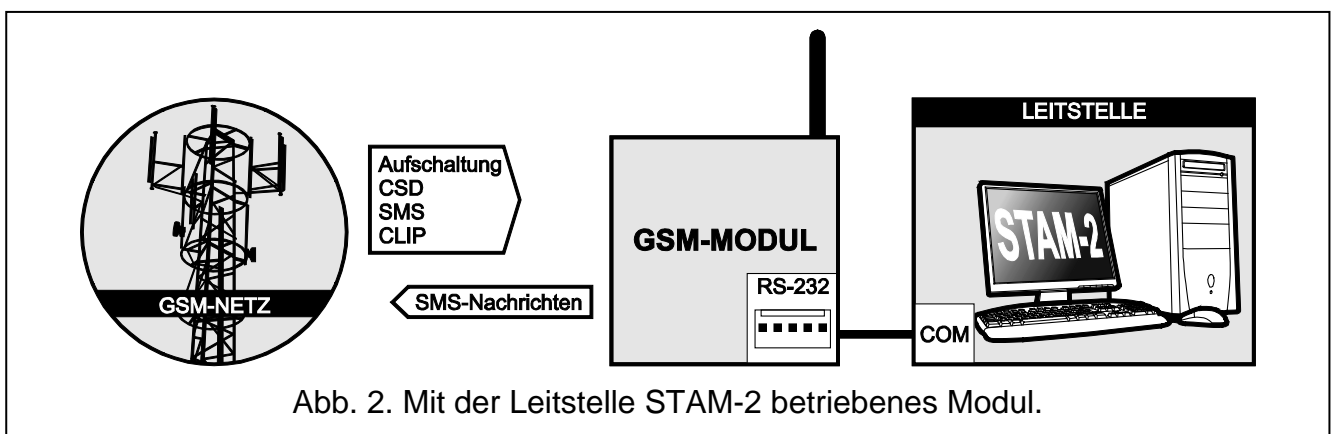 GSM-NETZ
Aufschaltung
CSD
SMS
CLIP
SMS-Nachrichten
GSM-MODUL
RS-232
LEITSTELLE
STAM-2
COM
Abb. 2. Mit der Leitstelle STAM-2 betriebenes Modul.